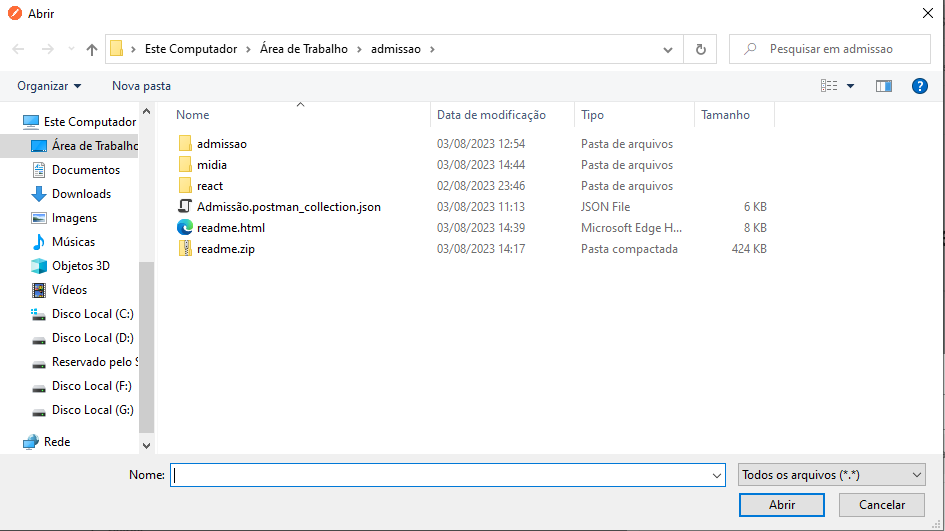 Abrir
Este Computador > Área de Trabalho > admissao >
Pesquisar em admissao
Organizar
Nova pasta
Este Computador
Área de Trabalho
Documentos
Downloads
Imagens
Músicas
Objetos 3D
Vídeos
Disco Local (C:)
Disco Local (D:)
Reservado pelo S
Disco Local (F:)
Disco Local (G:)
Rede
Nome Data de modificação Tipo Tamanho
admissao 03/08/2023 12:54 Pasta de arquivos
midia 03/08/2023 14:44 Pasta de arquivos
react 02/08/2023 23:46 Pasta de arquivos
Admissão.postman_collection.json 03/08/2023 11:13 JSON File 6 KB
readme.html 03/08/2023 14:39 Microsoft Edge H... 8 KB
readme.zip 03/08/2023 14:17 Pasta compactada 424 KB
Nome:
Todos os arquivos (*.*)
Abrir
Cancelar